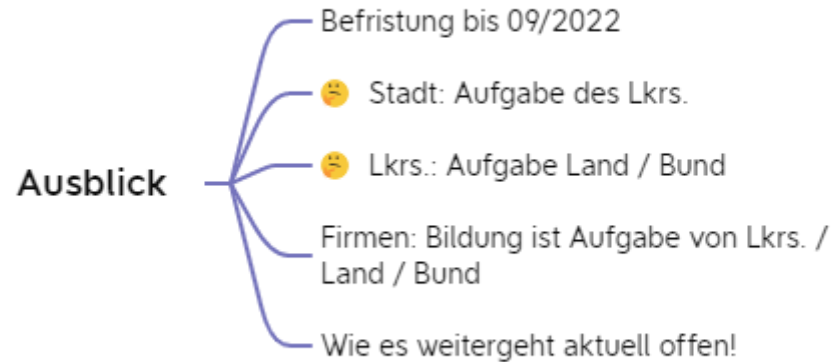 Ausblick
Befristung bis 09/2022
🤔 Stadt: Aufgabe des Lkrs.
🤔 Lkrs.: Aufgabe Land / Bund
Firmen: Bildung ist Aufgabe von Lkrs. /
Land / Bund
Wie es weitergeht aktuell offen!